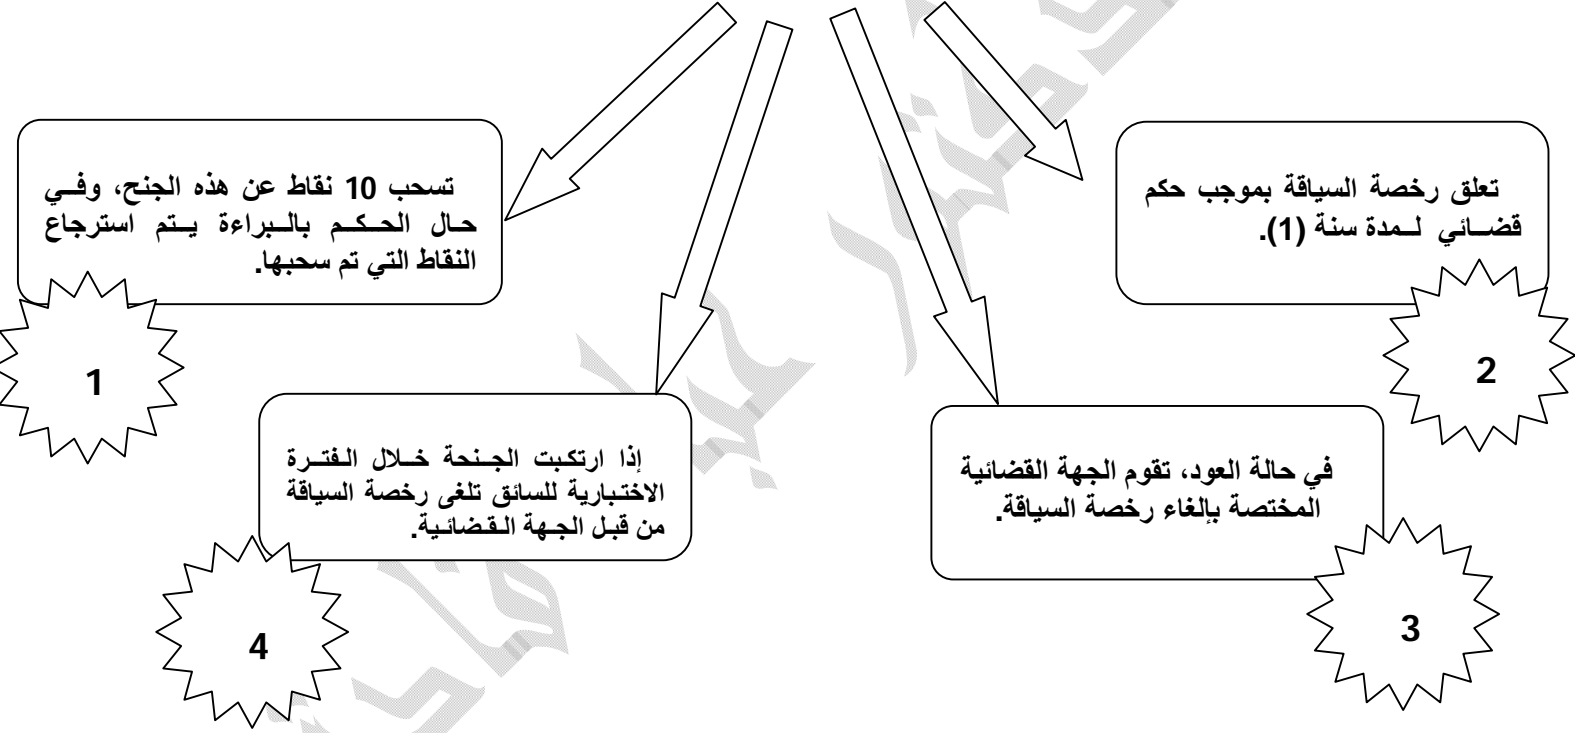 تسحب 10 نقاط عن هذه الجنح، وفي
حال الحكم بالبراءة يتم استرجاع
النقاط التي تم سحبها.
1
تعلق رخصة السياقة بموجب حكم
قضائي لمدة سنة (1).
2
في حالة العود، تقوم الجهة القضائية
المختصة بإلغاء رخصة السياقة.
3
إذا ارتكبت الجنحة خلال الفترة
الاختبارية للسائق تلغى رخصة السياقة
من قبل الجهة القضائية.
4